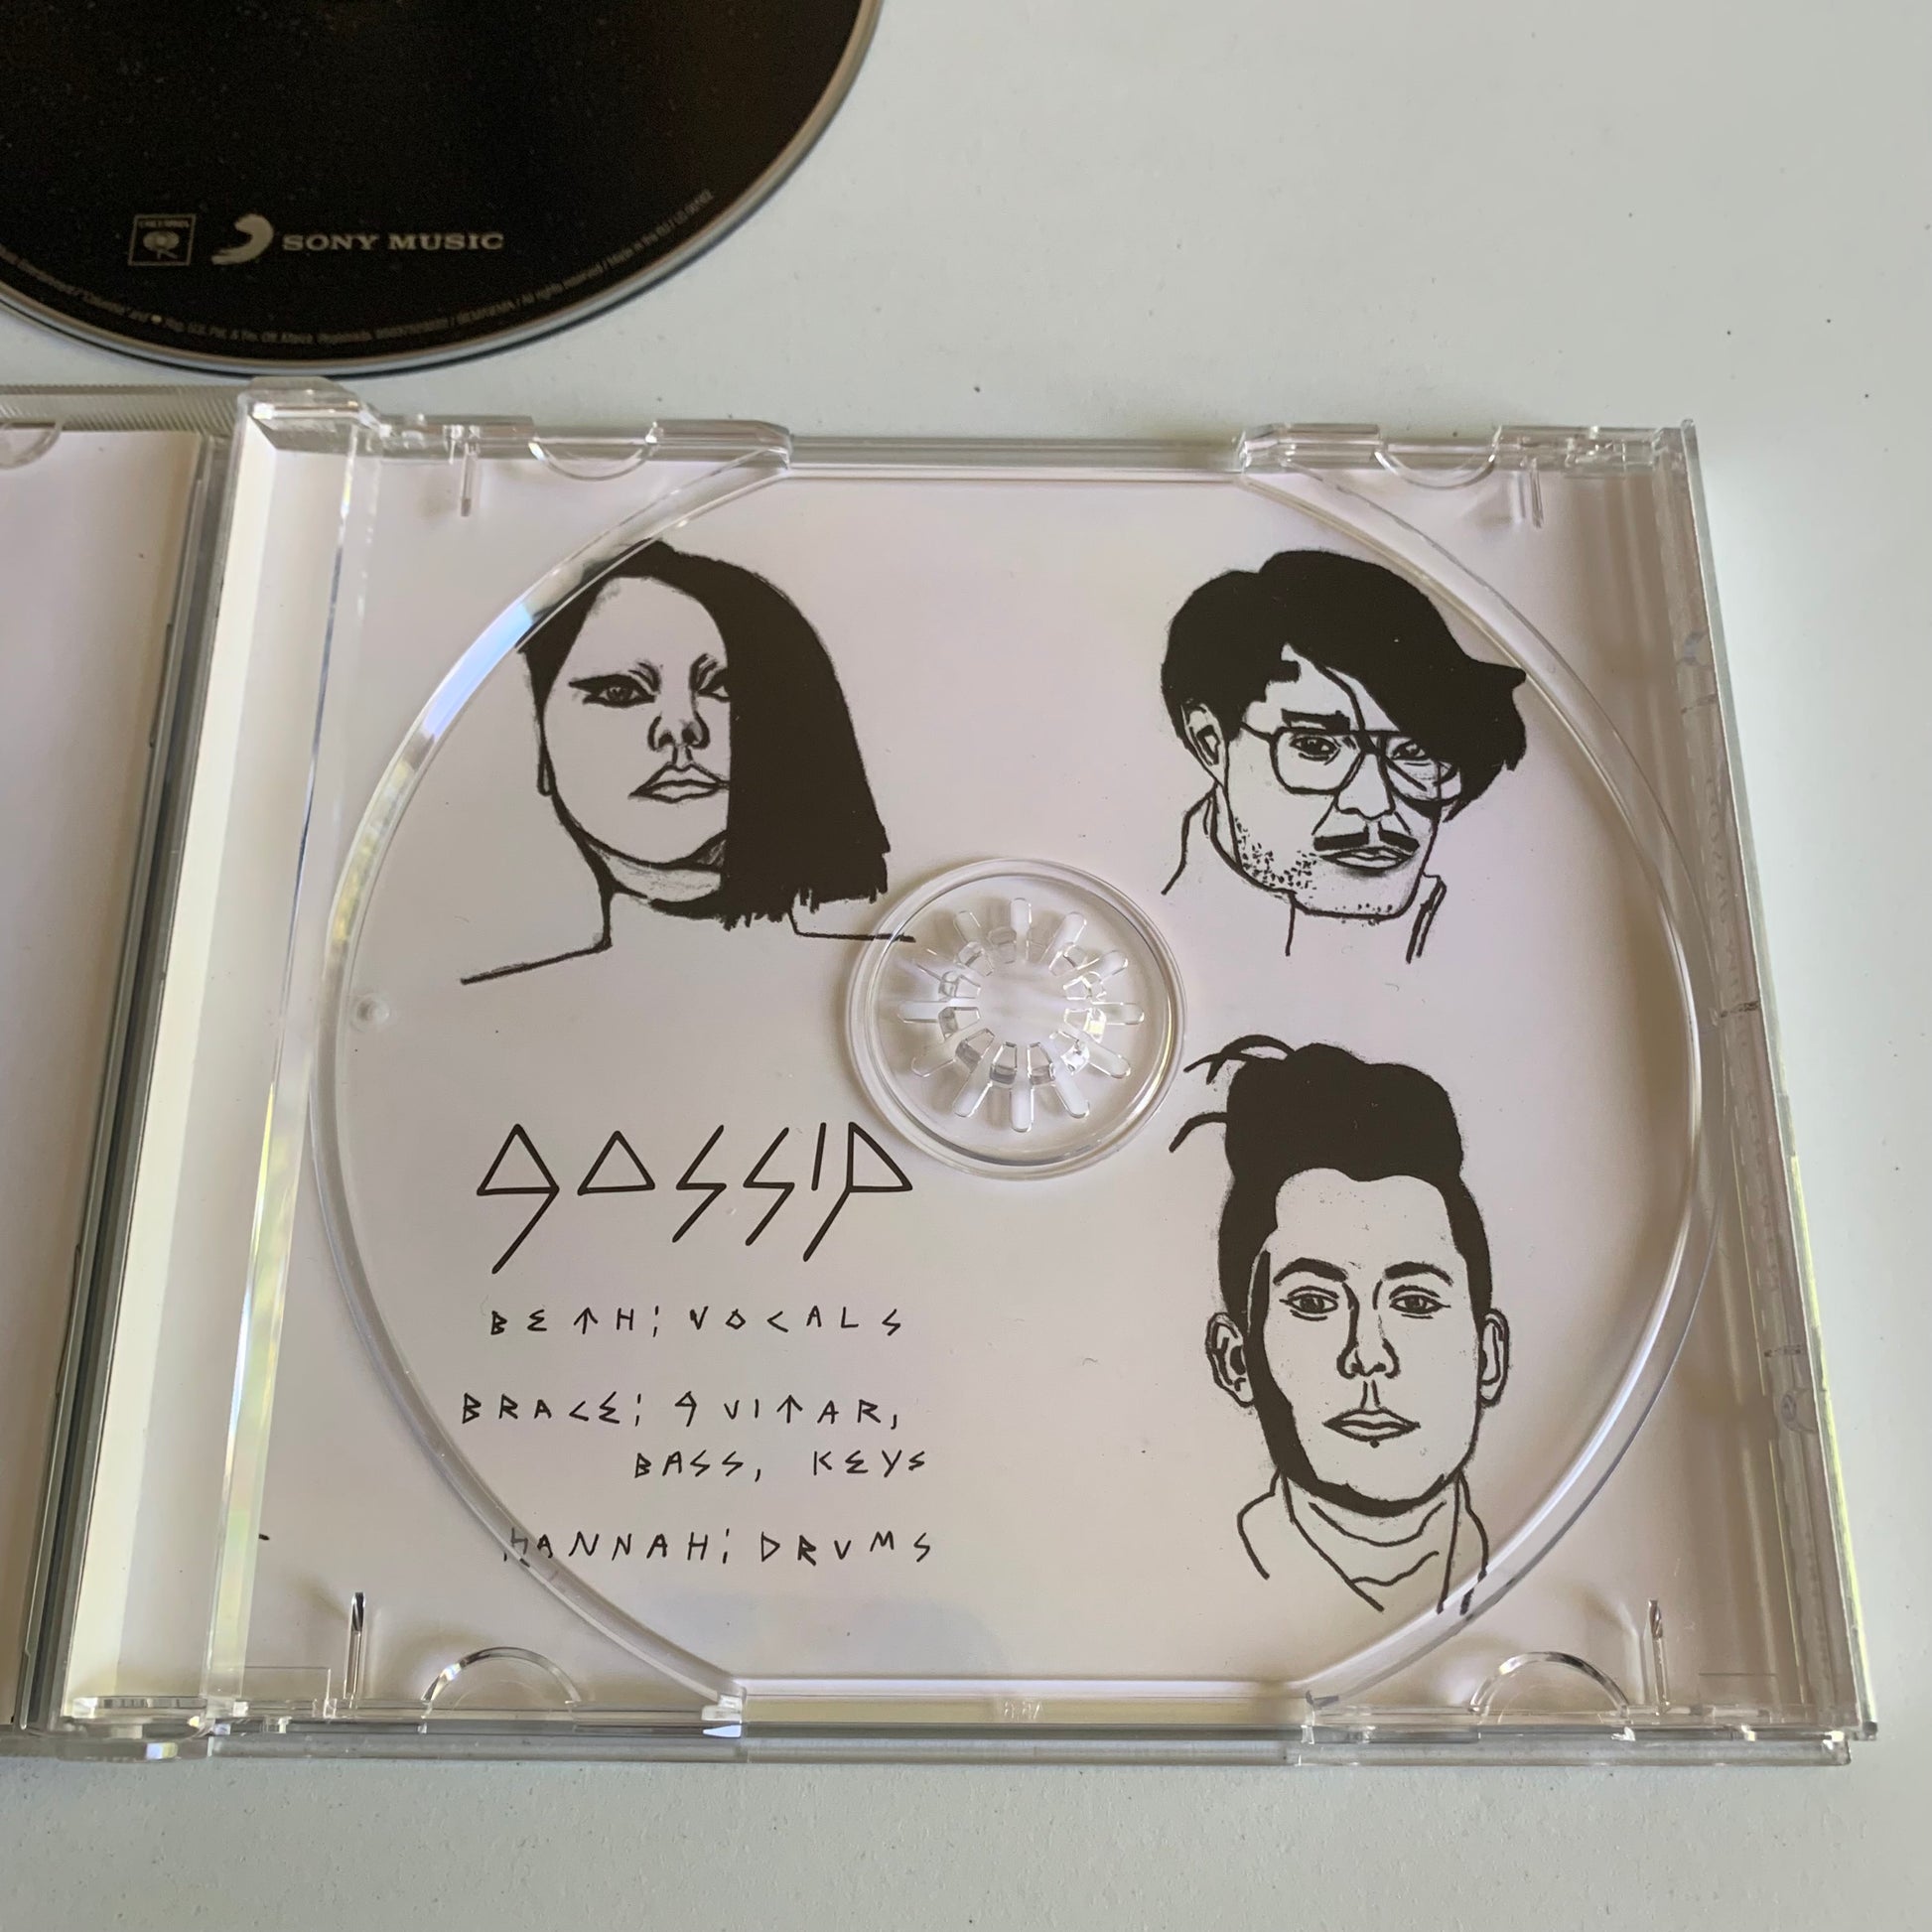 SONY MUSIC
gossip
BETH: VOCALS
BRACE: GUITAR,
BASS, KEYS
HANNAH: DRUMS